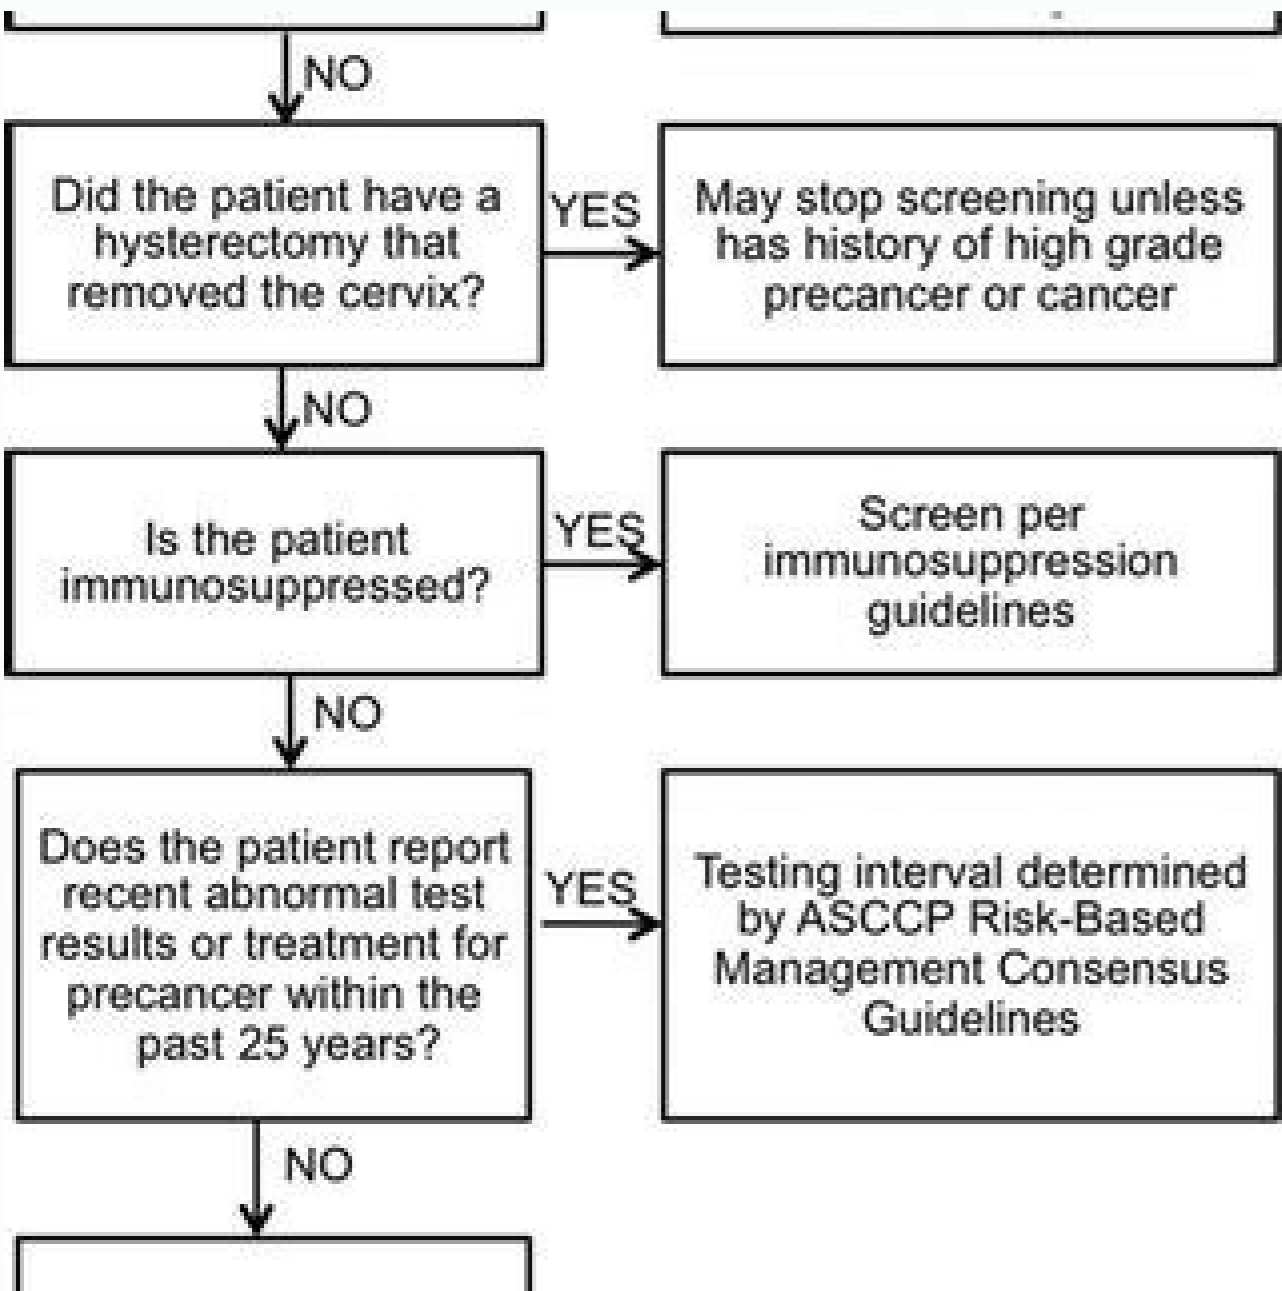 NO
Did the patient have a
hysterectomy that
removed the cervix?
YES
May stop screening unless
has history of high grade
precancer or cancer
NO
Is the patient
immunosuppressed?
YES
Screen per
immunosuppression
guidelines
NO
Does the patient report
recent abnormal test
results or treatment for
precancer within the
past 25 years?
YES
Testing interval determined
by ASCCP Risk-Based
Management Consensus
Guidelines
NO